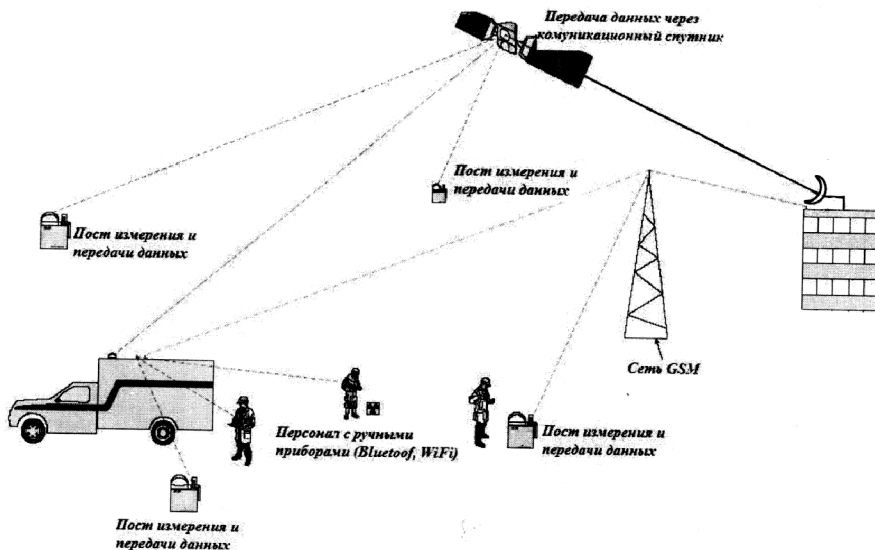 Передача данных через
комуникационный спутник
Пост измерения и
передачи данных
Пост измерения и
передачи данных
Сеть GSM
Персонал с ручными
приборами (Bluetoof, WiFi)
Пост измерения и
передачи данных
Пост измерения и
передачи данных